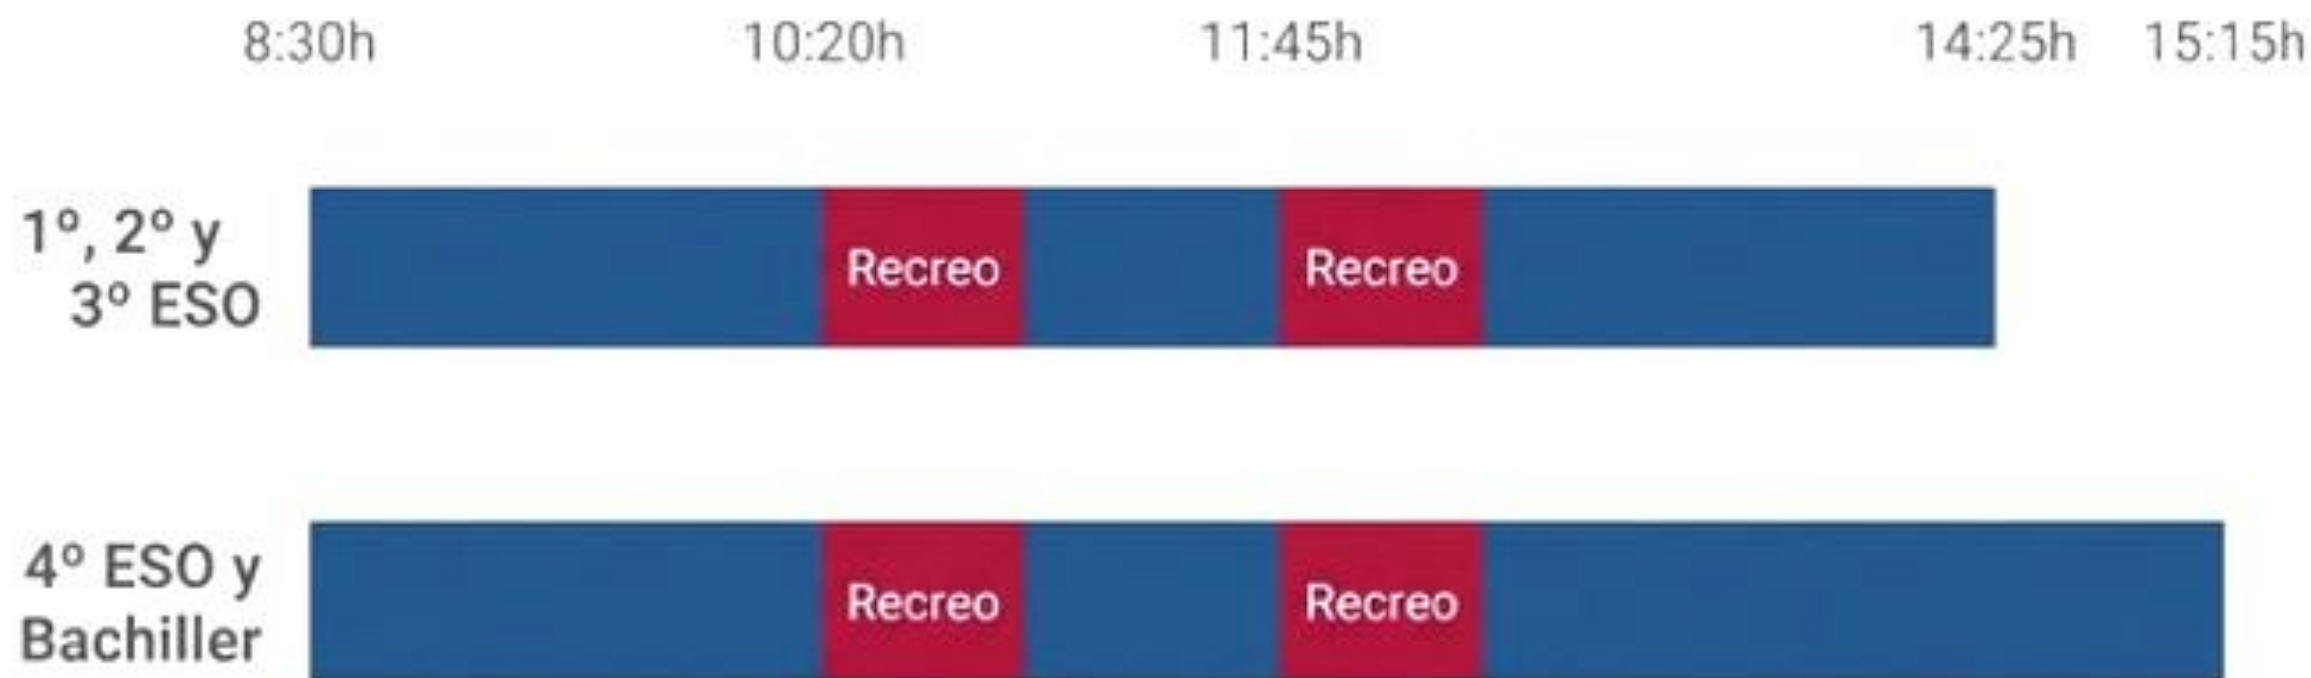 8:30h 10:20h 11:45h 14:25h 15:15h
1º, 2º y
3º ESO
Recreo Recreo
4º ESO y
Bachiller
Recreo Recreo